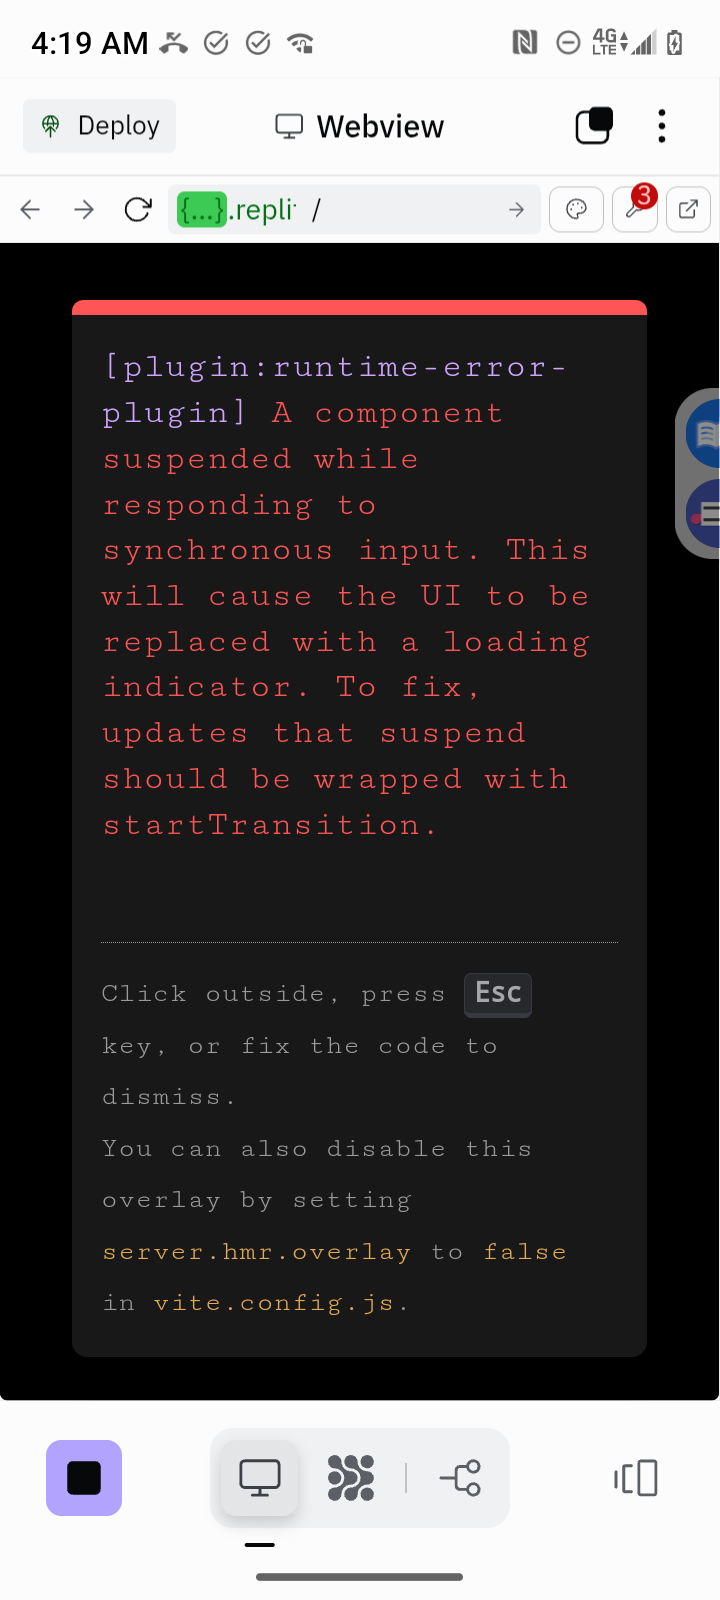 4:19 AM 4G LTE
Deploy Webview
{...}.repli /
3
[plugin:runtime-error-
plugin] A component
suspended while
responding to
synchronous input. This
will cause the UI to be
replaced with a loading
indicator. To fix,
updates that suspend
should be wrapped with
startTransition.
Click outside, press Esc
key, or fix the code to
dismiss.
You can also disable this
overlay by setting
server.hmr.overlay to false
in vite.config.js.